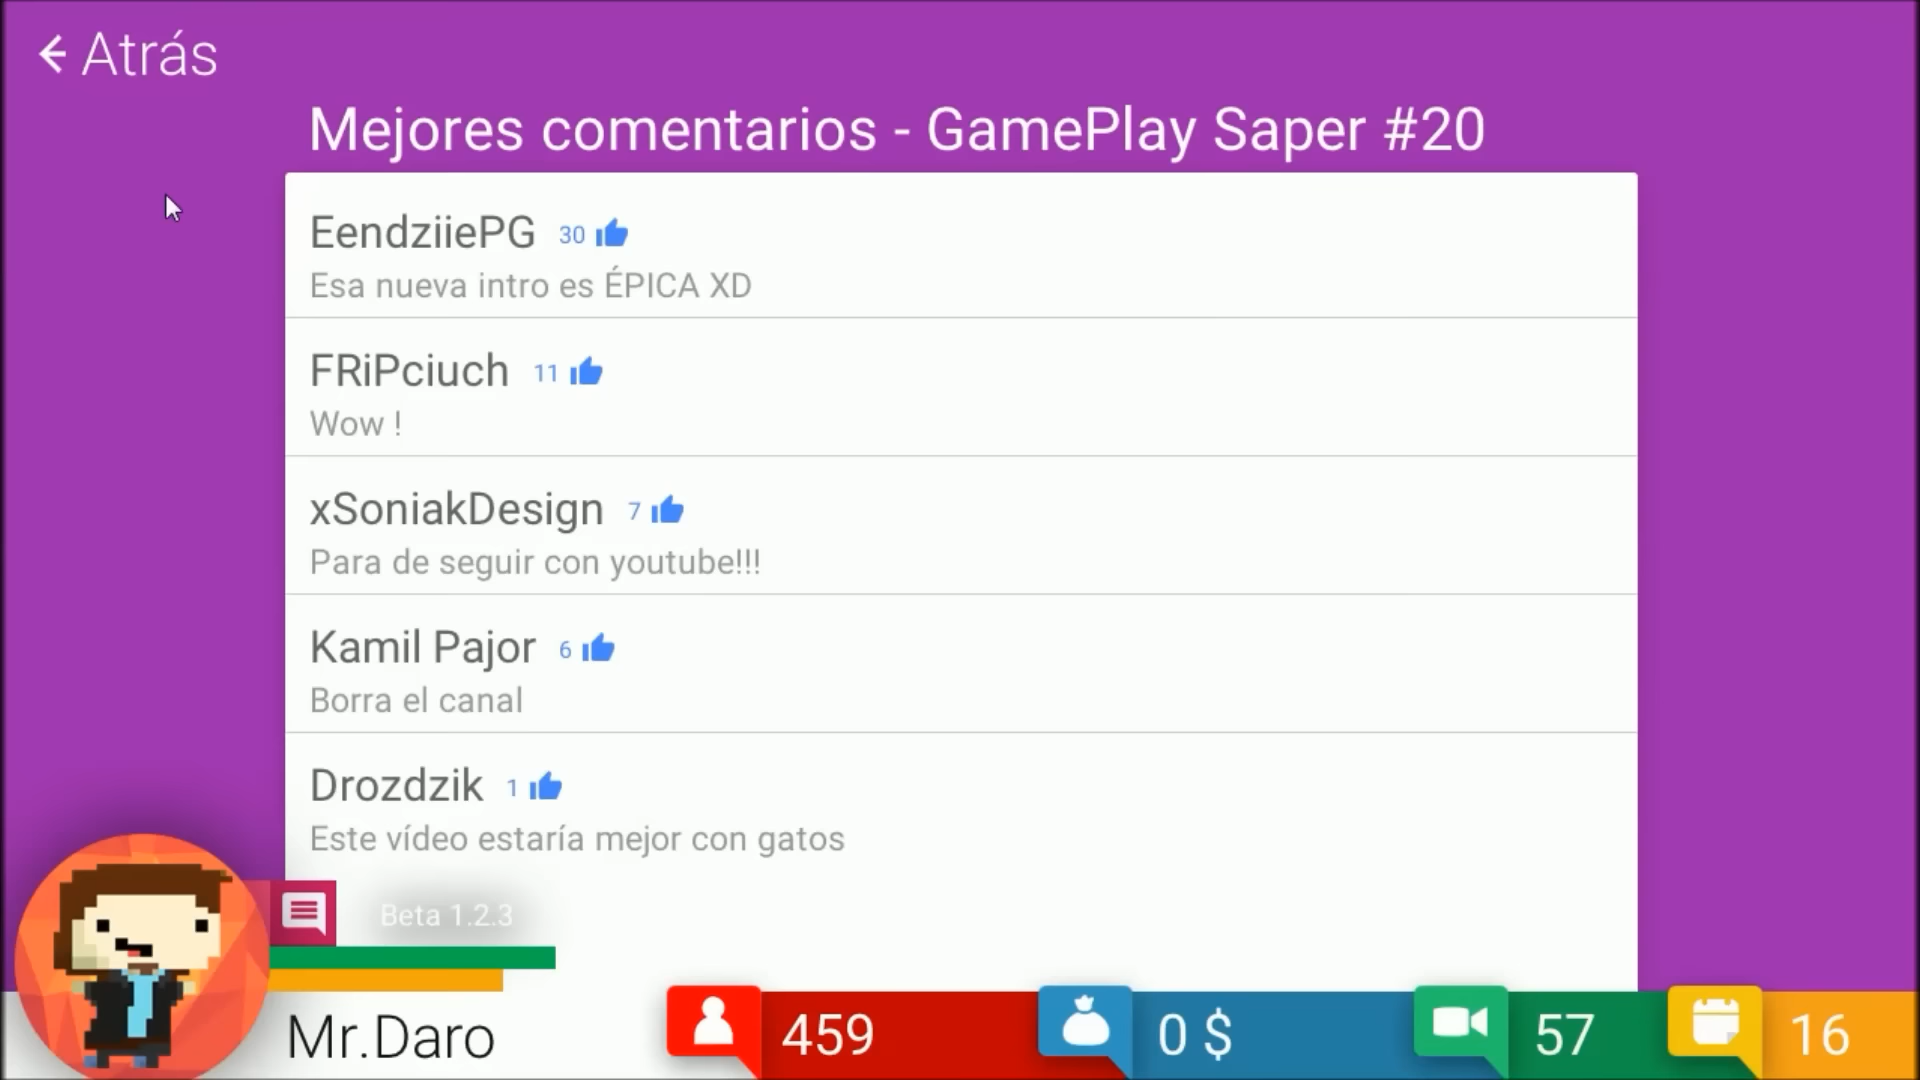 Atrás
Mejores comentarios - GamePlay Saper #20
EendziiePG 30
Esa nueva intro es ÉPICA XD
FRiPciuch 11
Wow !
xSoniakDesign 7
Para de seguir con youtube!!!
Kamil Pajor 6
Borra el canal
Drozdzik 1
Este vídeo estaría mejor con gatos
Beta 1.2.3
Mr.Daro 459 0 $ 57 16